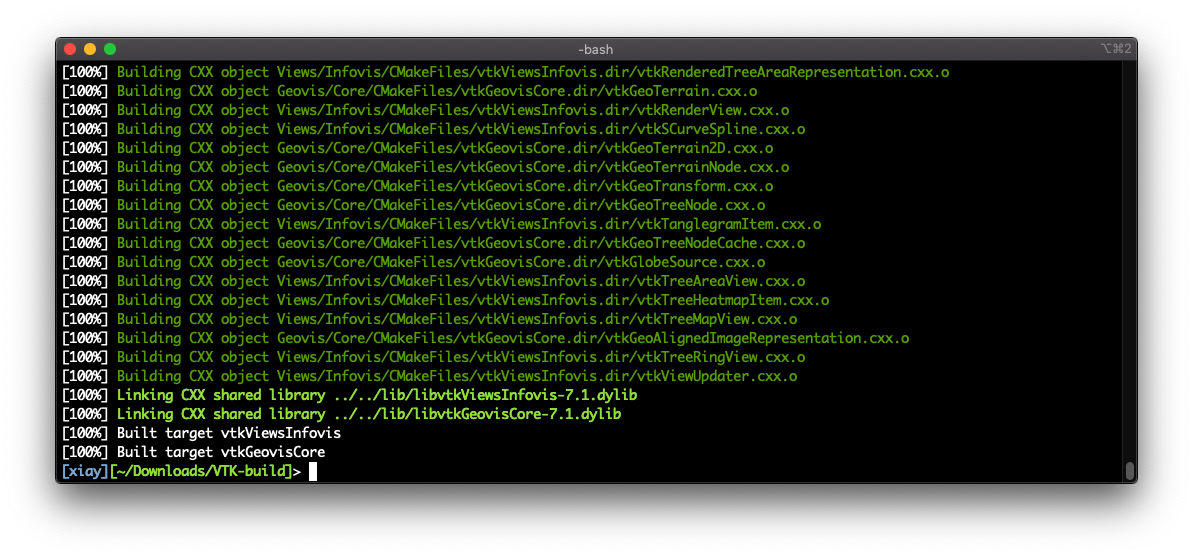 -bash
⌥⌘2
[100%] Building CXX object Views/Infovis/CMakeFiles/vtkViewsInfovis.dir/vtkRenderedTreeAreaRepresentation.cxx.o
[100%] Building CXX object Geovis/Core/CMakeFiles/vtkGeovisCore.dir/vtkGeoTerrain.cxx.o
[100%] Building CXX object Views/Infovis/CMakeFiles/vtkViewsInfovis.dir/vtkRenderView.cxx.o
[100%] Building CXX object Views/Infovis/CMakeFiles/vtkViewsInfovis.dir/vtkSCurveSpline.cxx.o
[100%] Building CXX object Geovis/Core/CMakeFiles/vtkGeovisCore.dir/vtkGeoTerrain2D.cxx.o
[100%] Building CXX object Geovis/Core/CMakeFiles/vtkGeovisCore.dir/vtkGeoTerrainNode.cxx.o
[100%] Building CXX object Geovis/Core/CMakeFiles/vtkGeovisCore.dir/vtkGeoTransform.cxx.o
[100%] Building CXX object Geovis/Core/CMakeFiles/vtkGeovisCore.dir/vtkGeoTreeNode.cxx.o
[100%] Building CXX object Views/Infovis/CMakeFiles/vtkViewsInfovis.dir/vtkTanglegramItem.cxx.o
[100%] Building CXX object Geovis/Core/CMakeFiles/vtkGeovisCore.dir/vtkGeoTreeNodeCache.cxx.o
[100%] Building CXX object Geovis/Core/CMakeFiles/vtkGeovisCore.dir/vtkGlobeSource.cxx.o
[100%] Building CXX object Views/Infovis/CMakeFiles/vtkViewsInfovis.dir/vtkTreeAreaView.cxx.o
[100%] Building CXX object Views/Infovis/CMakeFiles/vtkViewsInfovis.dir/vtkTreeHeatmapItem.cxx.o
[100%] Building CXX object Views/Infovis/CMakeFiles/vtkViewsInfovis.dir/vtkTreeMapView.cxx.o
[100%] Building CXX object Geovis/Core/CMakeFiles/vtkGeovisCore.dir/vtkGeoAlignedImageRepresentation.cxx.o
[100%] Building CXX object Views/Infovis/CMakeFiles/vtkViewsInfovis.dir/vtkTreeRingView.cxx.o
[100%] Building CXX object Views/Infovis/CMakeFiles/vtkViewsInfovis.dir/vtkViewUpdater.cxx.o
[100%] Linking CXX shared library ../../lib/libvtkViewsInfovis-7.1.dylib
[100%] Linking CXX shared library ../../lib/libvtkGeovisCore-7.1.dylib
[100%] Built target vtkViewsInfovis
[100%] Built target vtkGeovisCore
[xiay][~/Downloads/VTK-build]>